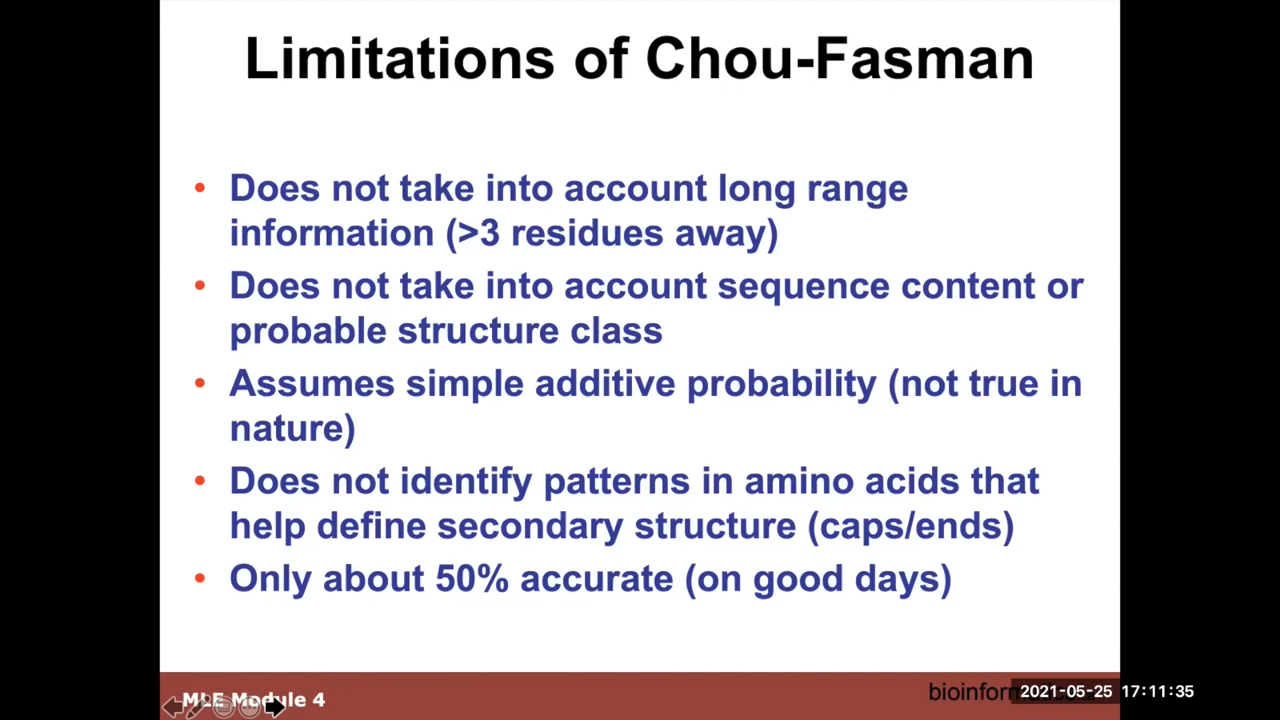 Limitations of Chou-Fasman
• Does not take into account long range
information (>3 residues away)
• Does not take into account sequence content or
probable structure class
• Assumes simple additive probability (not true in
nature)
• Does not identify patterns in amino acids that
help define secondary structure (caps/ends)
• Only about 50% accurate (on good days)
MLE Module 4
2021-05-25 17:11:35